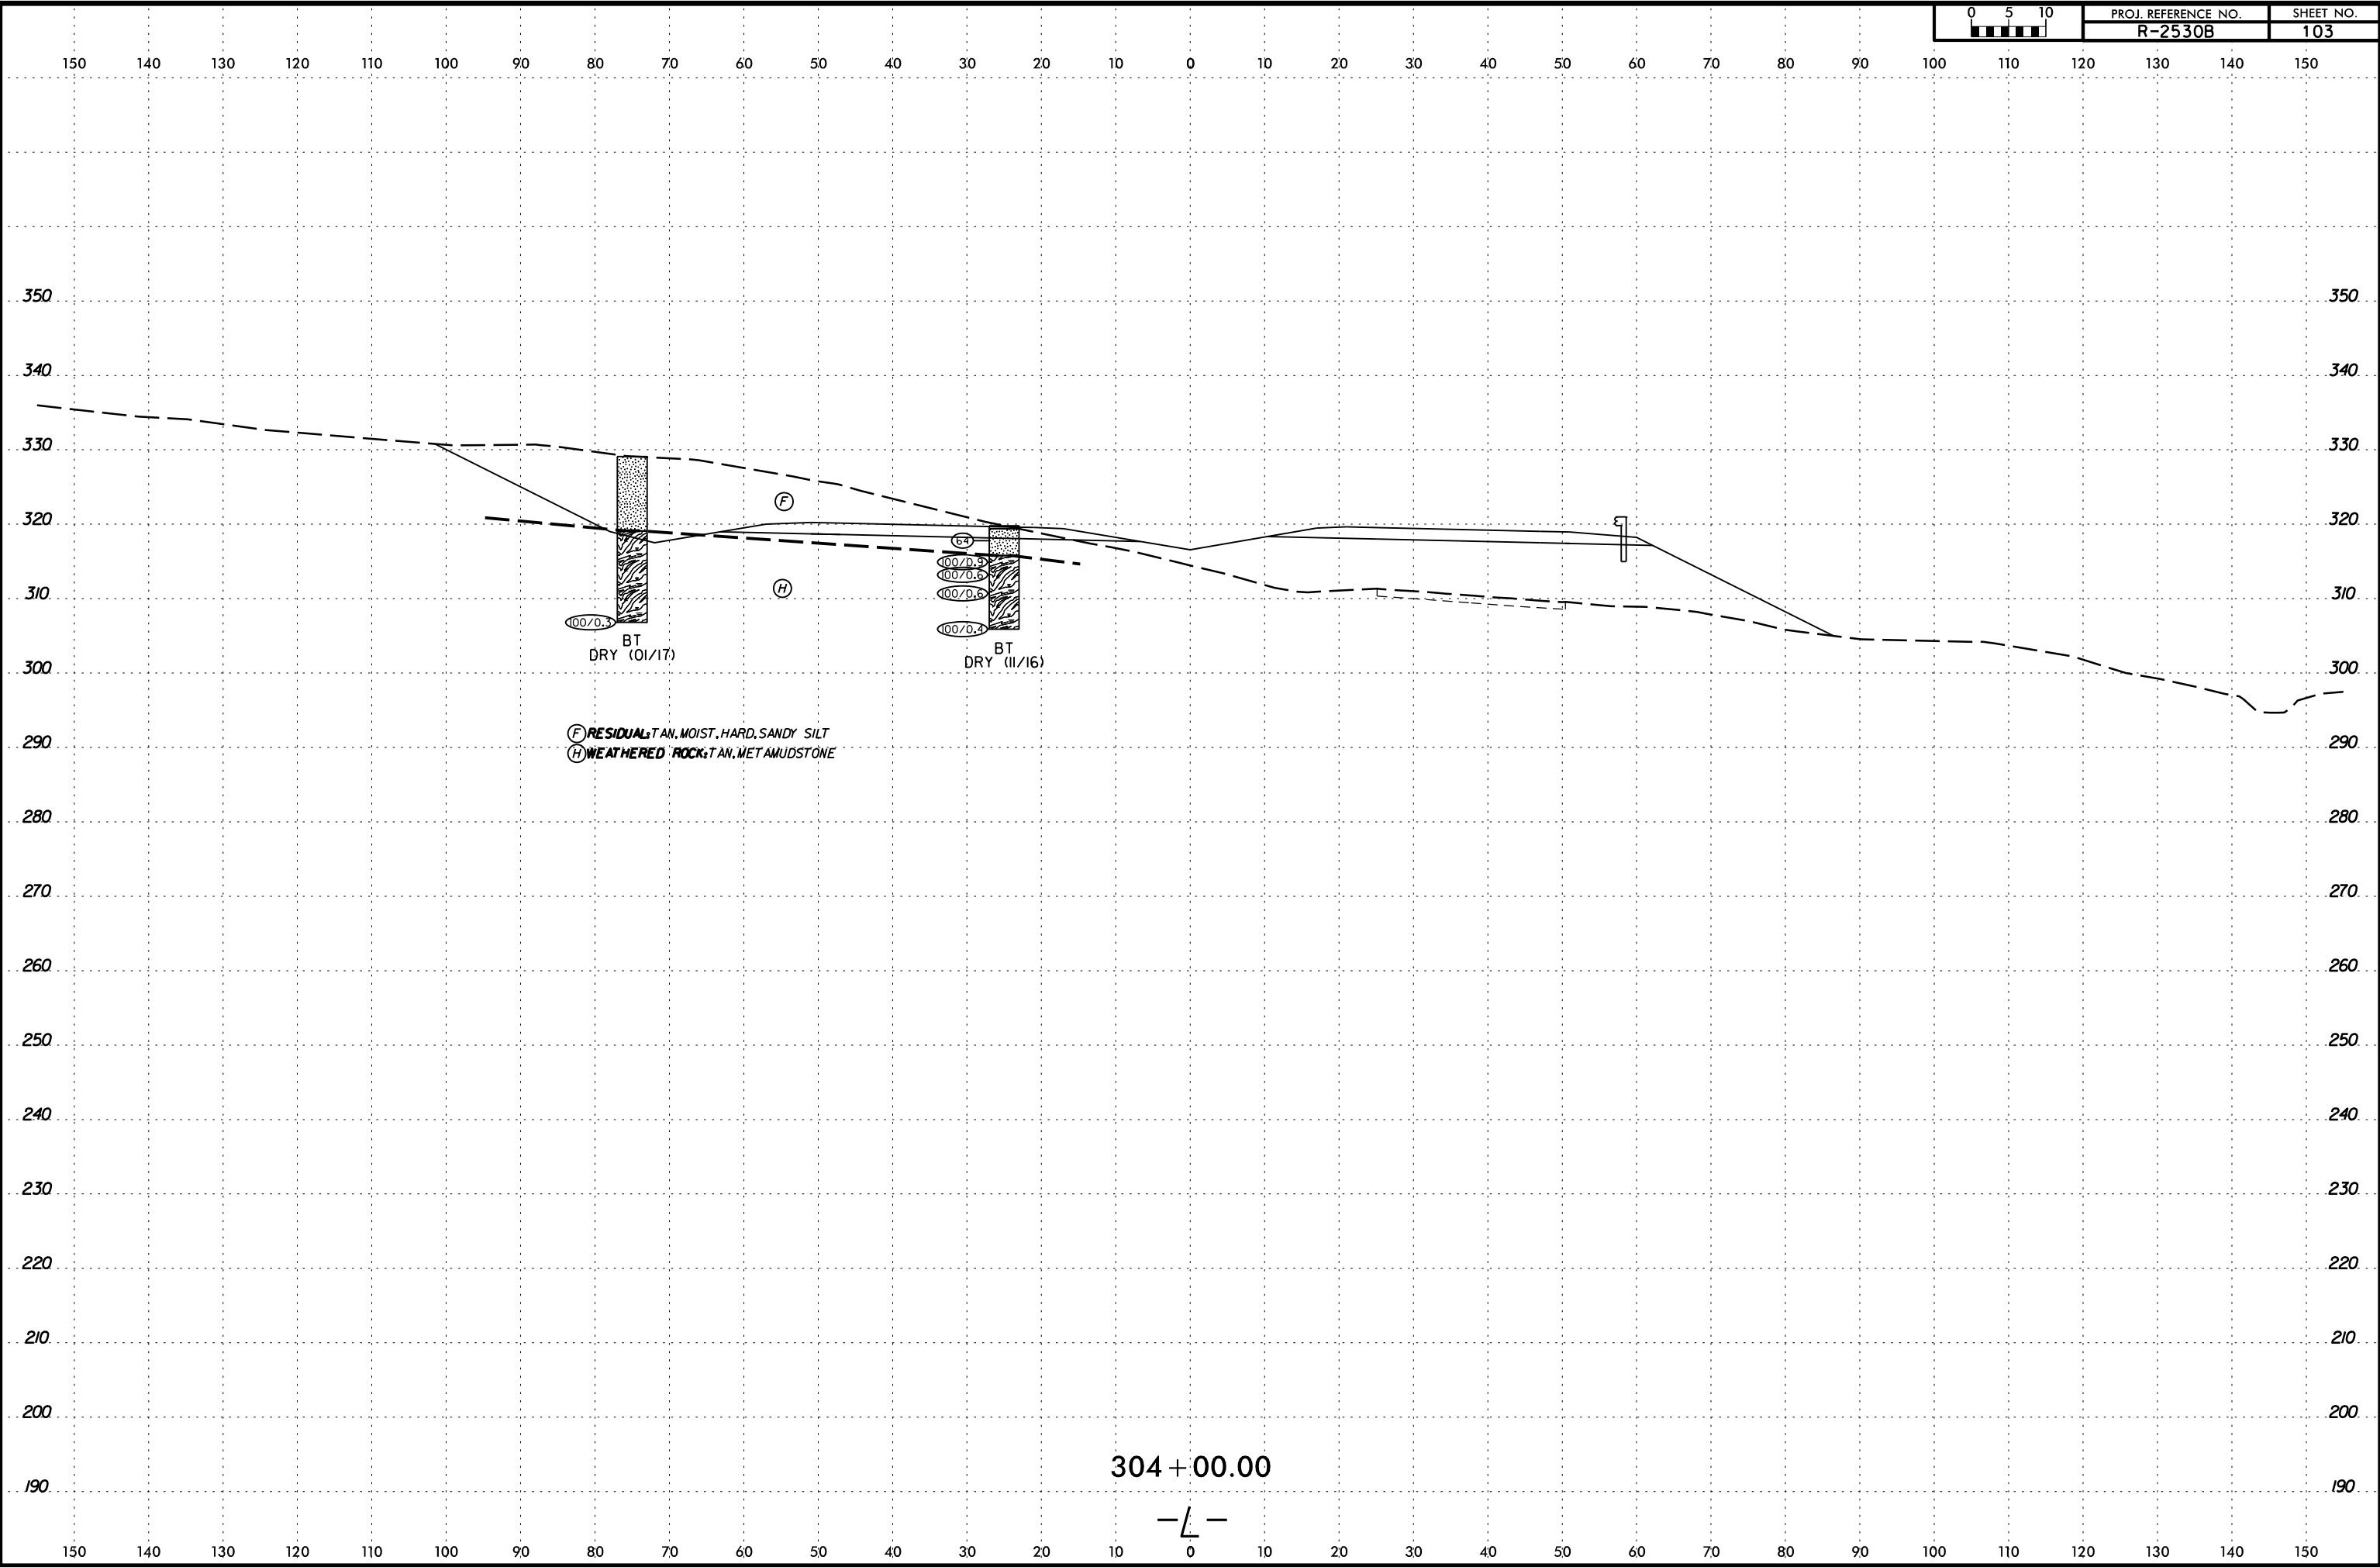 0 5 10
PROJ. REFERENCE NO.
SHEET NO.
R-2530B
103
150 140 130 120 110 100 90 80 70 60 50 40 30 20 10 0 10 20 30 40 50 60 70 80 90 100 110 120 130 140 150
350 350
340 340
330 330
F
320 320
64
100/0.9
100/0.6
H
100/0.6
310 310
100/0.3
100/0.4
BT
DRY (01/17)
BT
DRY (11/16)
300 300
F RESIDUAL: TAN, MOIST, HARD, SANDY SILT
290 290
H WEATHERED ROCK: TAN, METAMUDSTONE
280 280
270 270
260 260
250 250
240 240
230 230
220 220
210 210
200 200
304+00.00
190 190
-L-
150 140 130 120 110 100 90 80 70 60 50 40 30 20 10 0 10 20 30 40 50 60 70 80 90 100 110 120 130 140 150